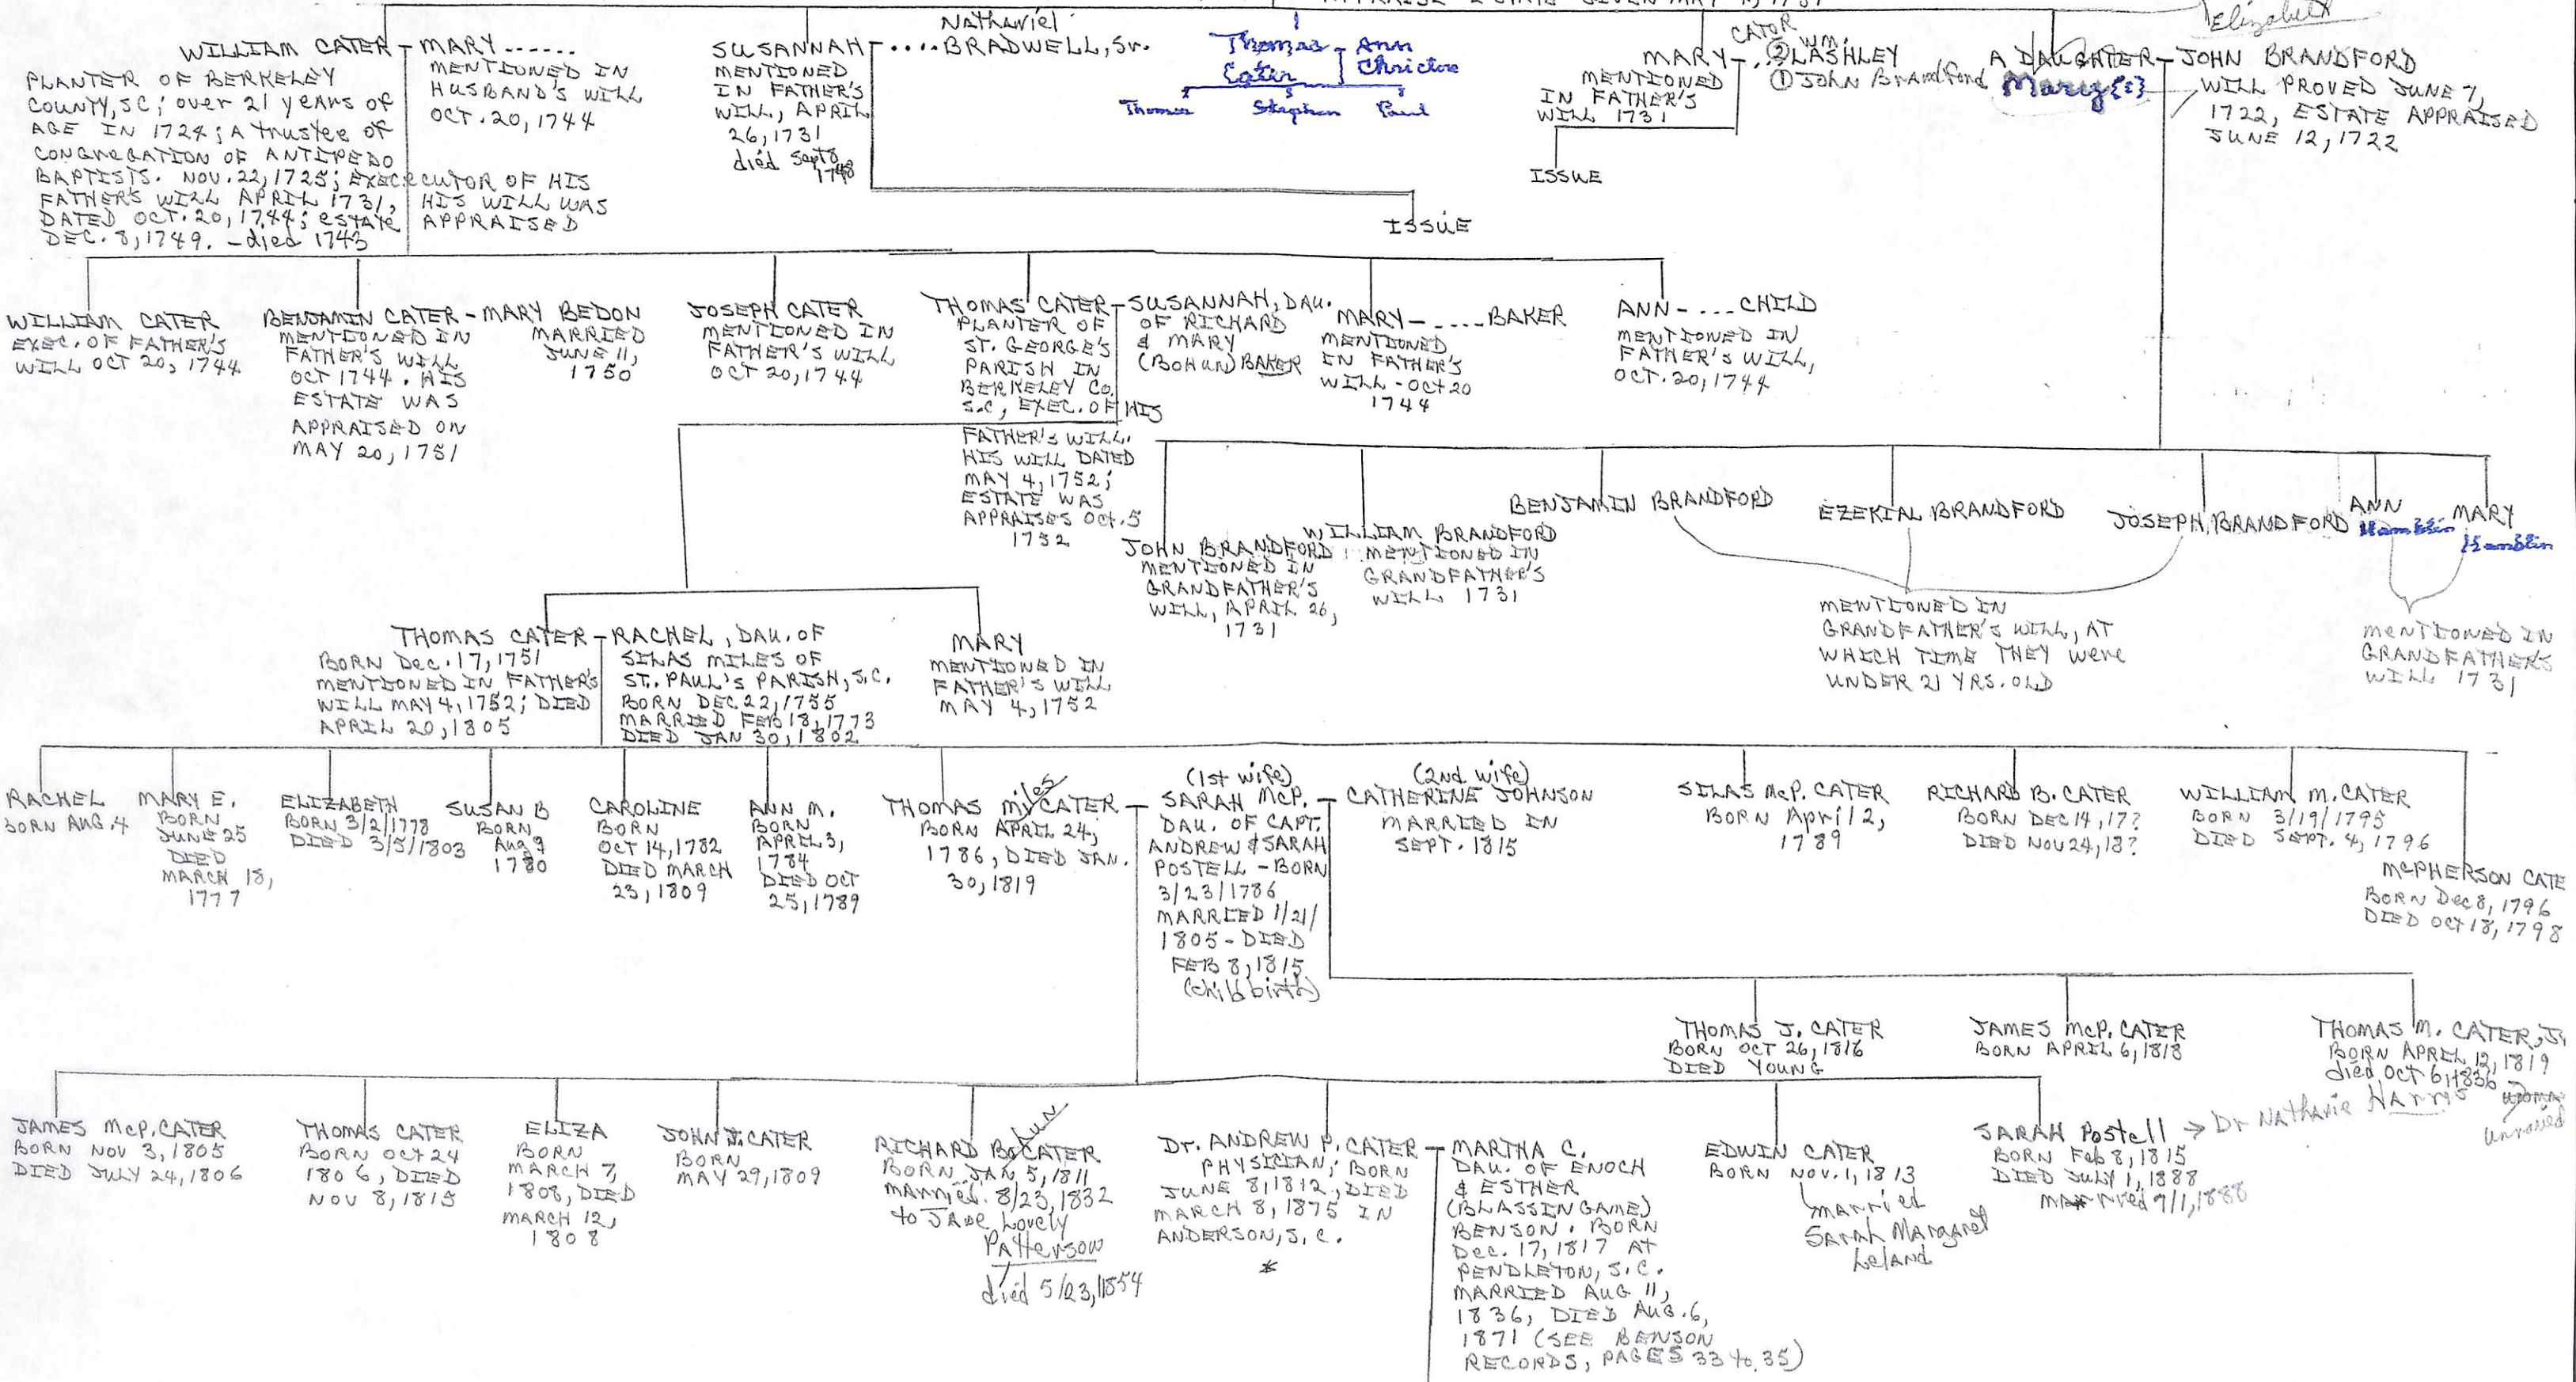 Elizabeth
WILLIAM CATER
PLANTER OF BERKELEY
COUNTY, SC; over 21 years of
AGE IN 1724; A trustee of
CONGREGATION OF ANTIPEDO
BAPTISTS. NOV. 22, 1725; EXECECUTOR OF HIS
FATHER'S WILL APRIL 1731, HIS WILL WAS
DATED OCT. 20, 1744; estate APPRAISED
DEC. 8, 1749. - died 1743
MARY ......
MENTIONED IN
HUSBAND'S WILL
OCT. 20, 1744
SUSANNAH
MENTIONED
IN FATHER'S
WILL, APRIL
26, 1731
died Sept 8
1748
Nathaniel
.... BRADWELL, Sr.
Thomas
Cater
Ann
Christoe
Thomas Stephen Paul
MARY
MENTIONED
IN FATHER'S
WILL 1731
CATOR
② Wm.
LASHLEY
① John Brandford
ISSUE
ISSUE
A DAUGHTER
Mary {?}
JOHN BRANDFORD
WILL PROVED JUNE 7,
1722, ESTATE APPRAISED
JUNE 12, 1722
WILLIAM CATER
EXEC. OF FATHER'S
WILL OCT 20, 1744
BENJAMIN CATER
MENTIONED IN
FATHER'S WILL
OCT 1744. HIS
ESTATE WAS
APPRAISED ON
MAY 20, 1751
MARY BEDON
MARRIED
JUNE 11,
1750
JOSEPH CATER
MENTIONED IN
FATHER'S WILL
OCT 20, 1744
THOMAS CATER
PLANTER OF
ST. GEORGE'S
PARISH IN
BERKELEY CO.
S.C, EXEC. OF HIS
FATHER'S WILL.
HIS WILL DATED
MAY 4, 1752;
ESTATE WAS
APPRAISES Oct. 5
1752
SUSANNAH, DAU.
OF RICHARD
& MARY
(BOHUN) BAKER
MARY - .... BAKER
MENTIONED
IN FATHER'S
WILL - OCT 20
1744
ANN - .... CHILD
MENTIONED IN
FATHER'S WILL,
OCT. 20, 1744
JOHN BRANDFORD
MENTIONED IN
GRANDFATHER'S
WILL, APRIL 26,
1731
WILLIAM BRANDFORD
MENTIONED IN
GRANDFATHER'S
WILL 1731
BENJAMIN BRANDFORD
EZEKIAL BRANDFORD
JOSEPH BRANDFORD
MENTIONED IN
GRANDFATHER'S WILL, AT
WHICH TIME THEY were
UNDER 21 YRS. OLD
ANN
Hamblin
MARY
Hamblin
MENTIONED IN
GRANDFATHER'S
WILL 1731
THOMAS CATER
BORN Dec. 17, 1751
MENTIONED IN FATHER'S
WILL MAY 4, 1752; DIED
APRIL 20, 1805
RACHEL, DAU. OF
SILAS MILES OF
ST. PAUL'S PARISH, S.C.
BORN DEC 22, 1755
MARRIED FEB 18, 1773
DIED JAN 30, 1802
MARY
MENTIONED IN
FATHER'S WILL
MAY 4, 1752
RACHEL
BORN AUG. 4
MARY E.
BORN
JUNE 25
DIED
MARCH 18,
1777
ELIZABETH
BORN 3/2/1778
DIED 3/5/1803
SUSAN B
BORN
Aug 9
1780
CAROLINE
BORN
OCT 14, 1782
DIED MARCH
23, 1809
ANN M.
BORN
APRIL 3,
1784
DIED OCT
25, 1789
THOMAS miles CATER
BORN APRIL 24,
1786, DIED JAN.
30, 1819
(1st wife)
SARAH McP.
DAU. OF CAPT.
ANDREW & SARAH
POSTELL - BORN
3/23/1786
MARRIED 1/21/
1805 - DIED
FEB 8, 1815
(childbirth)
(2nd wife)
CATHERINE JOHNSON
MARRIED IN
SEPT. 1815
SILAS McP. CATER
BORN April 2,
1789
RICHARD B. CATER
BORN DEC 14, 17?
DIED NOV 24, 18?
WILLIAM M. CATER
BORN 3/19/1795
DIED SEPT. 4, 1796
McPHERSON CATE
BORN Dec 8, 1796
DIED OCT 18, 1798
THOMAS J. CATER
BORN OCT 26, 1816
DIED YOUNG
JAMES McP. CATER
BORN APRIL 6, 1818
THOMAS M. CATER, Jr
BORN APRIL 12, 1819
died OCT 6, 1836
unmarried
JAMES McP. CATER
BORN NOV 3, 1805
DIED JULY 24, 1806
THOMAS CATER
BORN OCT 24
1806, DIED
NOV 8, 1815
ELIZA
BORN
MARCH 7,
1808, DIED
MARCH 12,
1808
JOHN J. CATER
BORN
MAY 29, 1809
RICHARD Bohun CATER
BORN JAN 5, 1811
married. 8/23, 1832
to Jane Lovely
Patterson
died 5/23, 1854
Dr. ANDREW P. CATER
PHYSICIAN; BORN
JUNE 8, 1812, DIED
MARCH 8, 1875 IN
ANDERSON, S.C.
*
MARTHA C.
DAU. OF ENOCH
& ESTHER
(BLASSINGAME)
BENSON. BORN
Dec. 17, 1817 AT
PENDLETON, S.C.
MARRIED AUG 11,
1836, DIED AUG. 6,
1871 (SEE BENSON
RECORDS, PAGES 33 to 35)
EDWIN CATER
BORN NOV. 1, 1813
married
Sarah Margaret
Leland
SARAH Postell → Dr Nathanie Harris
BORN Feb 8, 1815
DIED JULY 1, 1888
married 9/1, 1888